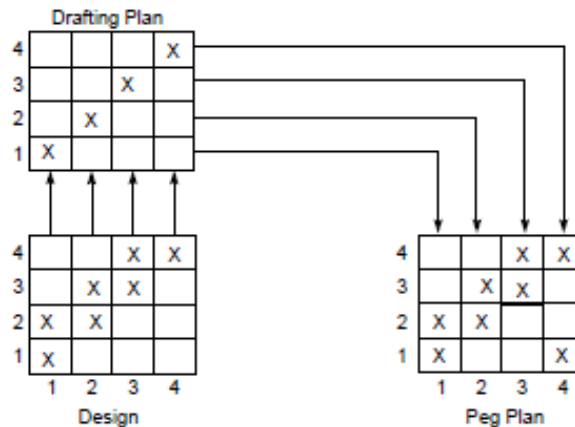 Drafting Plan
4 X
3 X
2 X
1 X
4 X X 4 X X
3 X X 3 X X
2 X X 2 X X
1 X 1 X X
1 2 3 4 1 2 3 4
Design Peg Plan